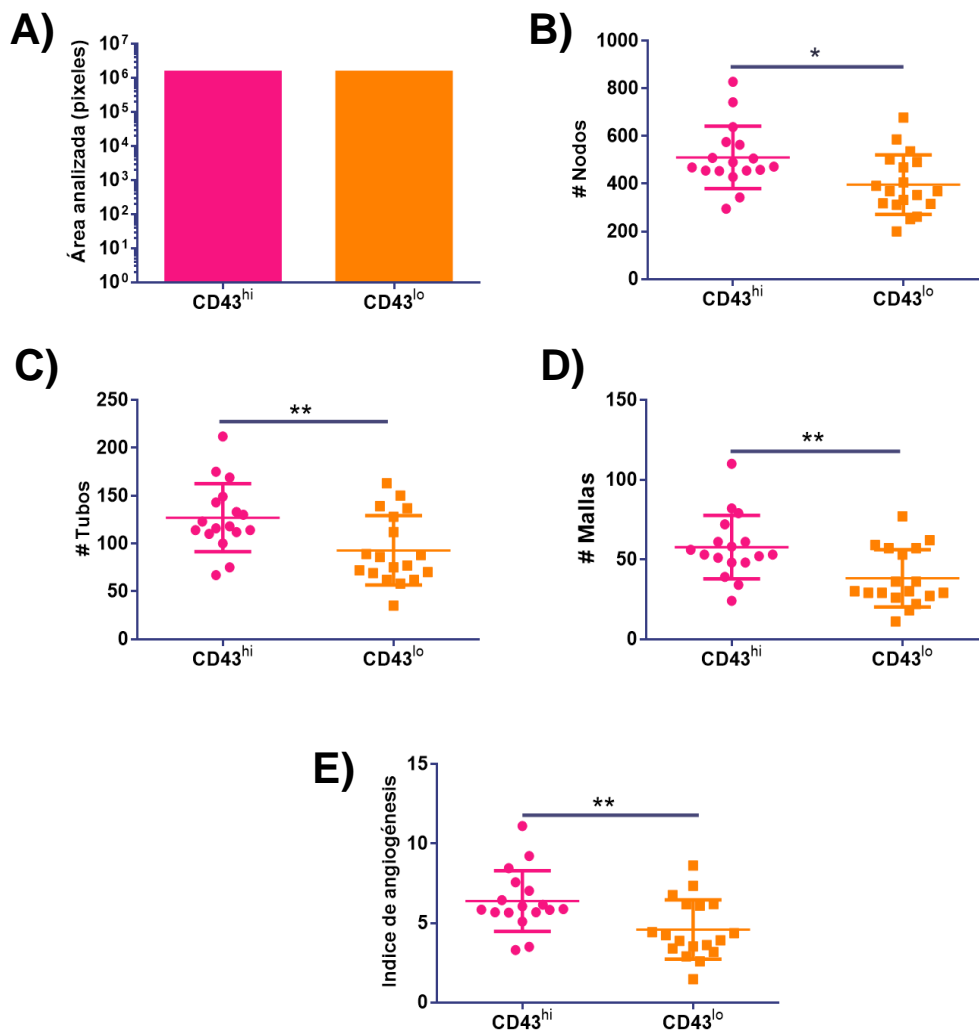 A)
Área analizada (pixeles)
10⁷
10⁶
10⁵
10⁴
10³
10²
10¹
10⁰
CD43ʰⁱ
CD43ˡᵒ
B)
# Nodos
1000
800
600
400
200
0
*
CD43ʰⁱ
CD43ˡᵒ
C)
# Tubos
250
200
150
100
50
0
**
CD43ʰⁱ
CD43ˡᵒ
D)
# Mallas
150
100
50
0
**
CD43ʰⁱ
CD43ˡᵒ
E)
Indice de angiogénesis
15
10
5
0
**
CD43ʰⁱ
CD43ˡᵒ